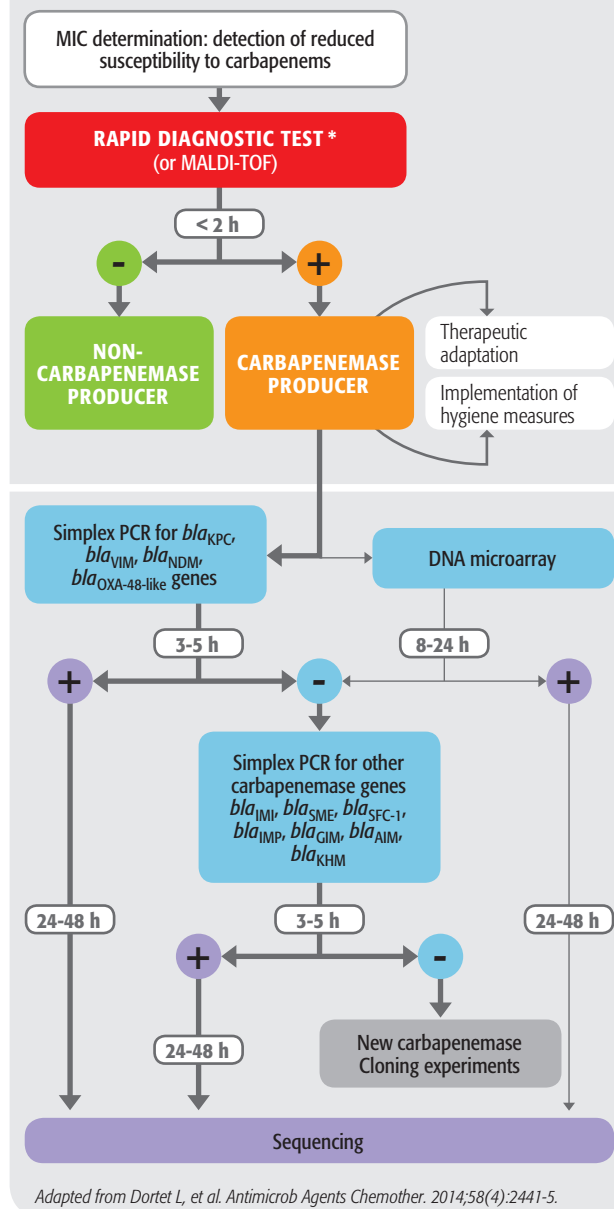 MIC determination: detection of reduced
susceptibility to carbapenems
RAPID DIAGNOSTIC TEST *
(or MALDI-TOF)
< 2 h
- +
NON-
CARBAPENEMASE
PRODUCER
CARBAPENEMASE
PRODUCER
Therapeutic
adaptation
Implementation of
hygiene measures
Simplex PCR for blaKPC,
blaVIM, blaNDM,
blaOXA-48-like genes
DNA microarray
3-5 h
8-24 h
+ - +
Simplex PCR for other
carbapenemase genes
blaIMI, blaSME, blaSFC-1,
blaIMP, blaGIM, blaAIM,
blaKHM
24-48 h
3-5 h
24-48 h
+ -
24-48 h
New carbapenemase
Cloning experiments
Sequencing
Adapted from Dortet L, et al. Antimicrob Agents Chemother. 2014;58(4):2441-5.